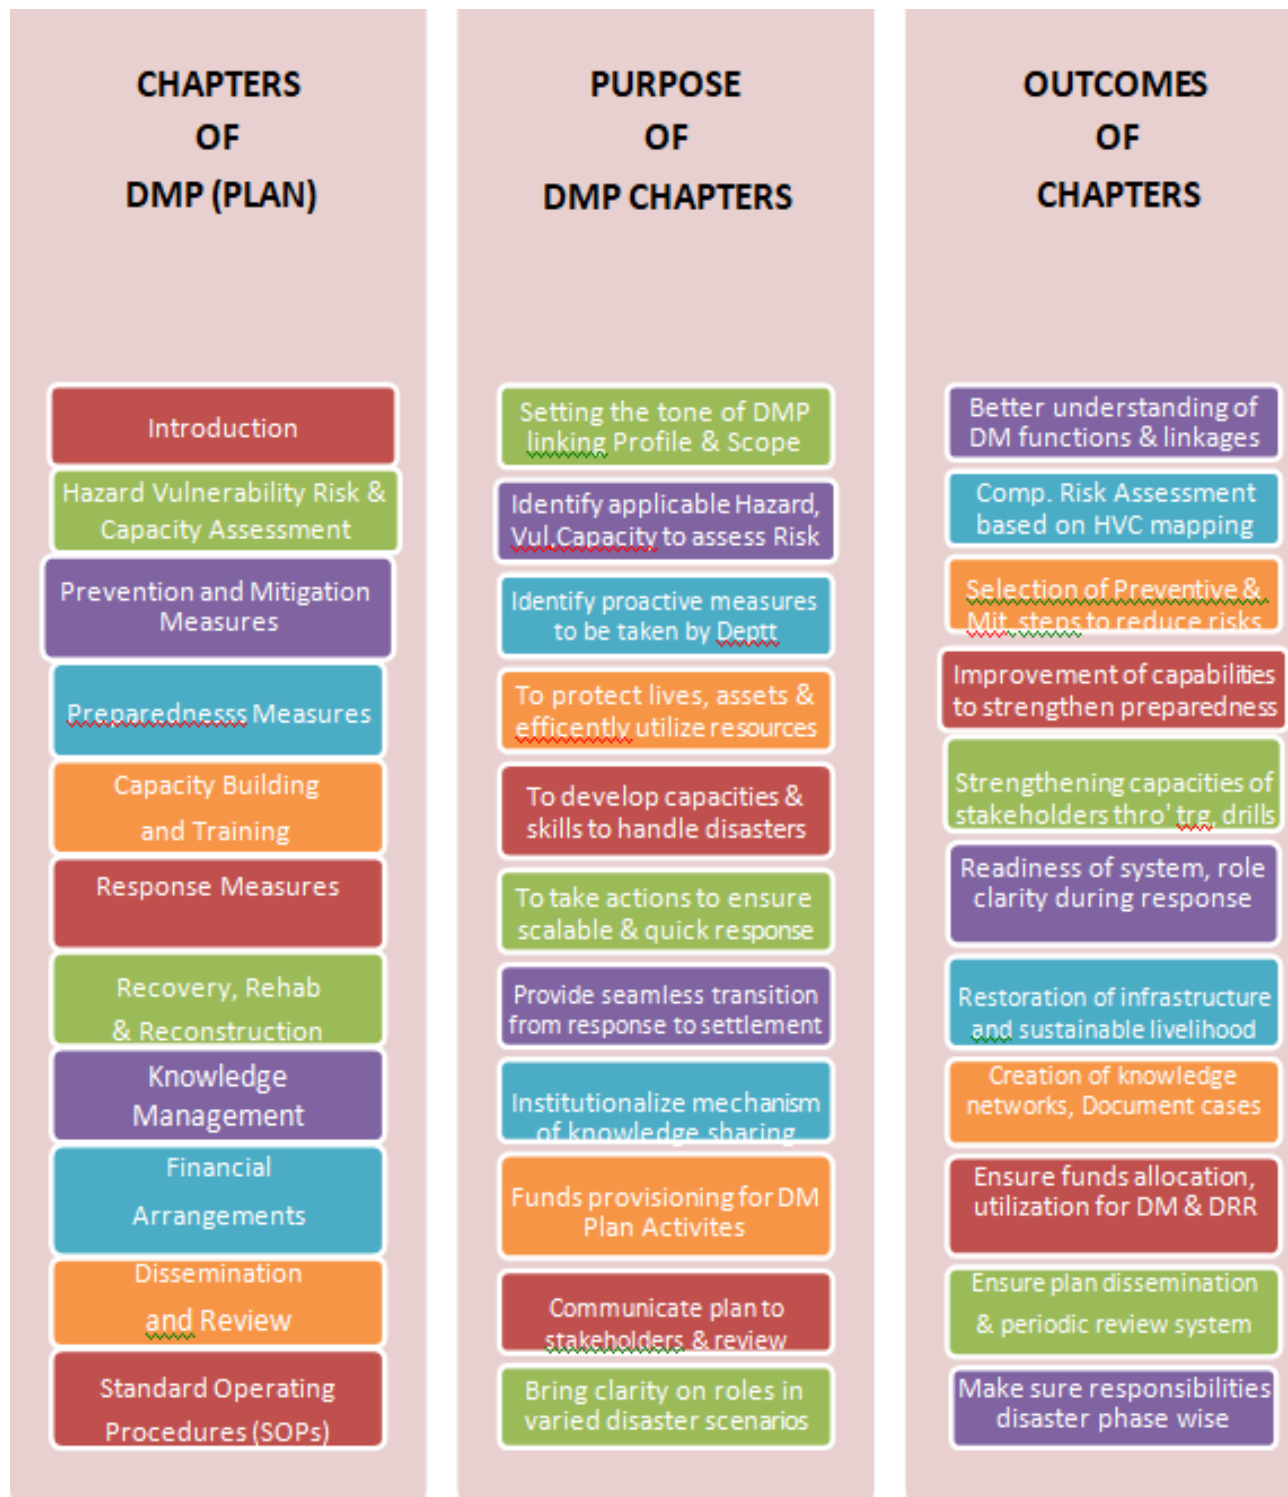 CHAPTERS
OF
DMP (PLAN)
Introduction
Hazard Vulnerability Risk &
Capacity Assessment
Prevention and Mitigation
Measures
Preparednesss Measures
Capacity Building
and Training
Response Measures
Recovery, Rehab
& Reconstruction
Knowledge
Management
Financial
Arrangements
Dissemination
and Review
Standard Operating
Procedures (SOPs)
PURPOSE
OF
DMP CHAPTERS
Setting the tone of DMP
linking Profile & Scope
Identify applicable Hazard,
Vul,Capacity to assess Risk
Identify proactive measures
to be taken by Deptt
To protect lives, assets &
efficently utilize resources
To develop capacities &
skills to handle disasters
To take actions to ensure
scalable & quick response
Provide seamless transition
from response to settlement
Institutionalize mechanism
of knowledge sharing
Funds provisioning for DM
Plan Activites
Communicate plan to
stakeholders & review
Bring clarity on roles in
varied disaster scenarios
OUTCOMES
OF
CHAPTERS
Better understanding of
DM functions & linkages
Comp. Risk Assessment
based on HVC mapping
Selection of Preventive &
Mit. steps to reduce risks
Improvement of capabilities
to strengthen preparedness
Strengthening capacities of
stakeholders thro' trg, drills
Readiness of system, role
clarity during response
Restoration of infrastructure
and sustainable livelihood
Creation of knowledge
networks, Document cases
Ensure funds allocation,
utilization for DM & DRR
Ensure plan dissemination
& periodic review system
Make sure responsibilities
disaster phase wise